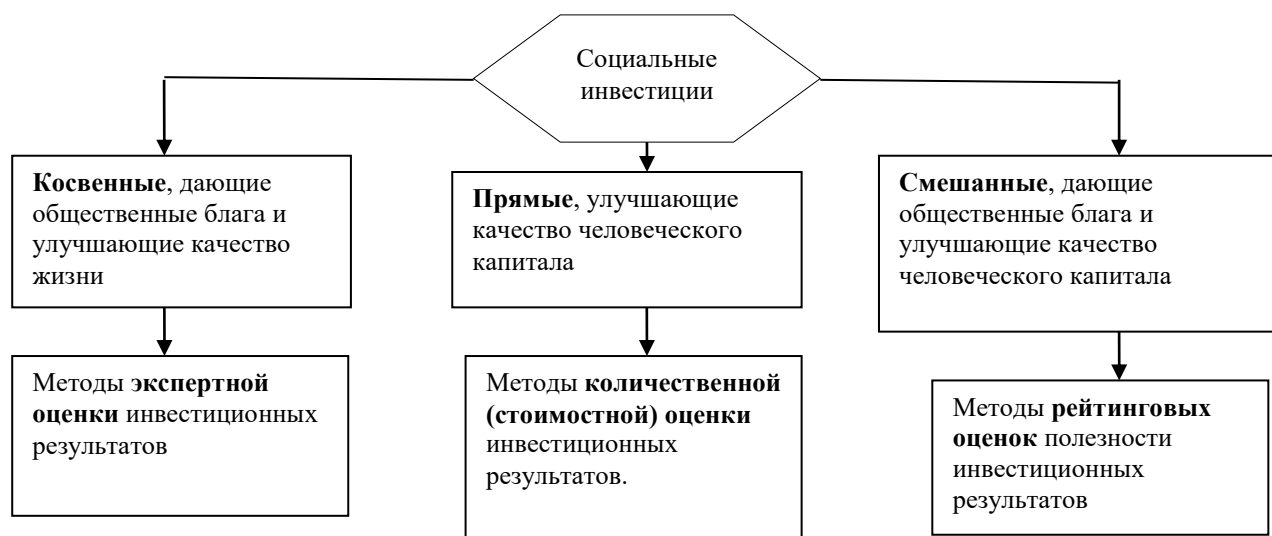 Социальные
инвестиции
Косвенные, дающие
общественные блага и
улучшающие качество
жизни
Прямые, улучшающие
качество человеческого
капитала
Смешанные, дающие
общественные блага и
улучшающие качество
человеческого капитала
Методы экспертной
оценки инвестиционных
результатов
Методы количественной
(стоимостной) оценки
инвестиционных
результатов.
Методы рейтинговых
оценок полезности
инвестиционных
результатов